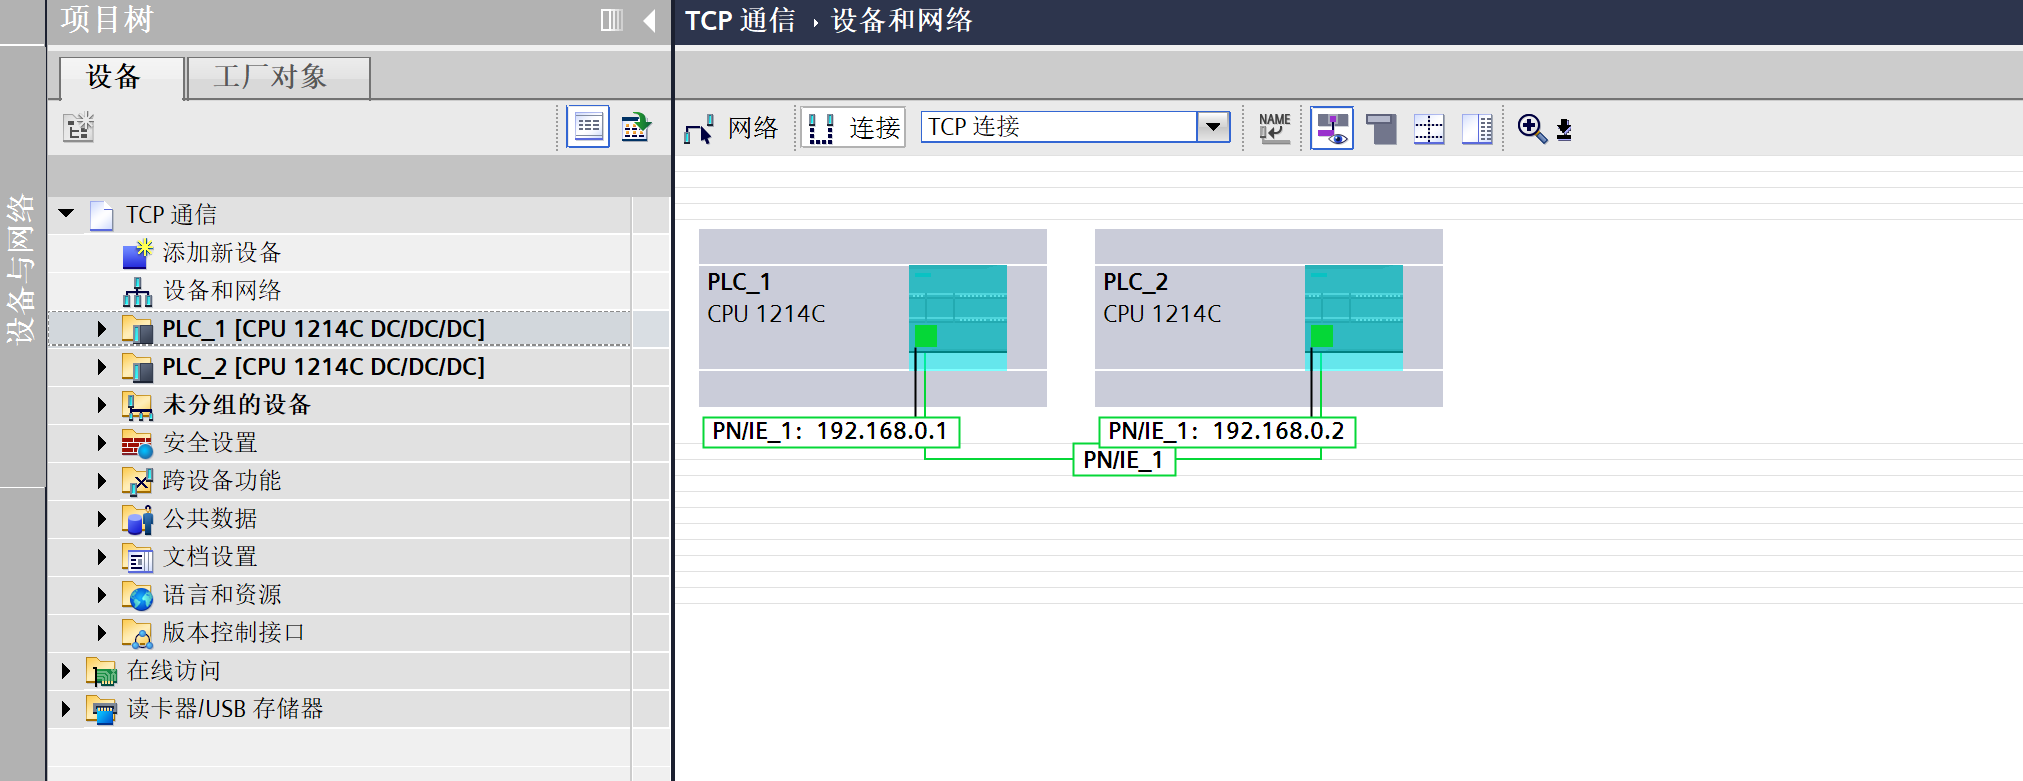 设备与网络
项目树
设备
工厂对象
TCP 通信
添加新设备
设备和网络
PLC_1 [CPU 1214C DC/DC/DC]
PLC_2 [CPU 1214C DC/DC/DC]
未分组的设备
安全设置
跨设备功能
公共数据
文档设置
语言和资源
版本控制接口
在线访问
读卡器/USB 存储器
TCP 通信 › 设备和网络
网络 连接 TCP 连接 NAME
PLC_1
CPU 1214C
PLC_2
CPU 1214C
PN/IE_1: 192.168.0.1
PN/IE_1: 192.168.0.2
PN/IE_1